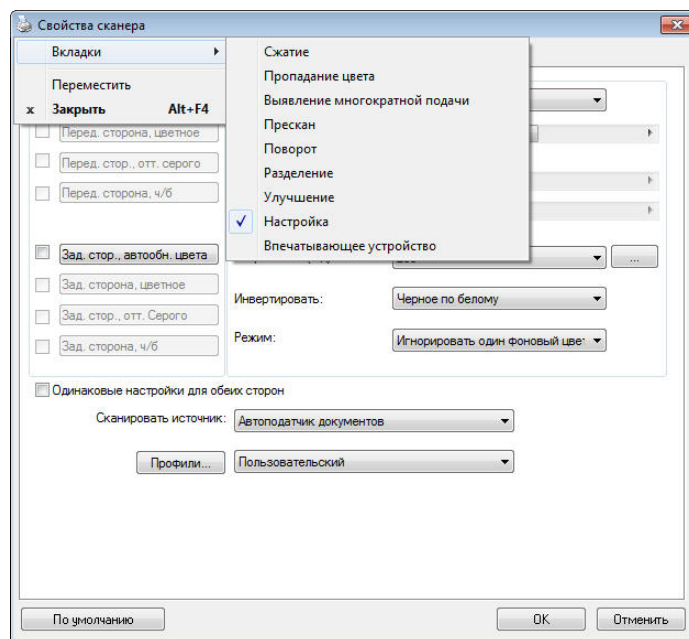 Свойства сканера
Вкладки
Переместить
x Закрыть Alt+F4
Сжатие
Пропадание цвета
Выявление многократной подачи
Прескан
Поворот
Разделение
Улучшение
Настройка
Впечатывающее устройство
Перед. сторона, цветное
Перед. стор., отт. серого
Перед. сторона, ч/б
Зад. стор., автообн. цвета
...
Зад. сторона, цветное
Инвертировать: Черное по белому
Зад. стор., отт. Серого
Режим: Игнорировать один фоновый цвет
Зад. сторона, ч/б
Одинаковые настройки для обеих сторон
Сканировать источник: Автоподатчик документов
Профили... Пользовательский
По умолчанию OK Отменить